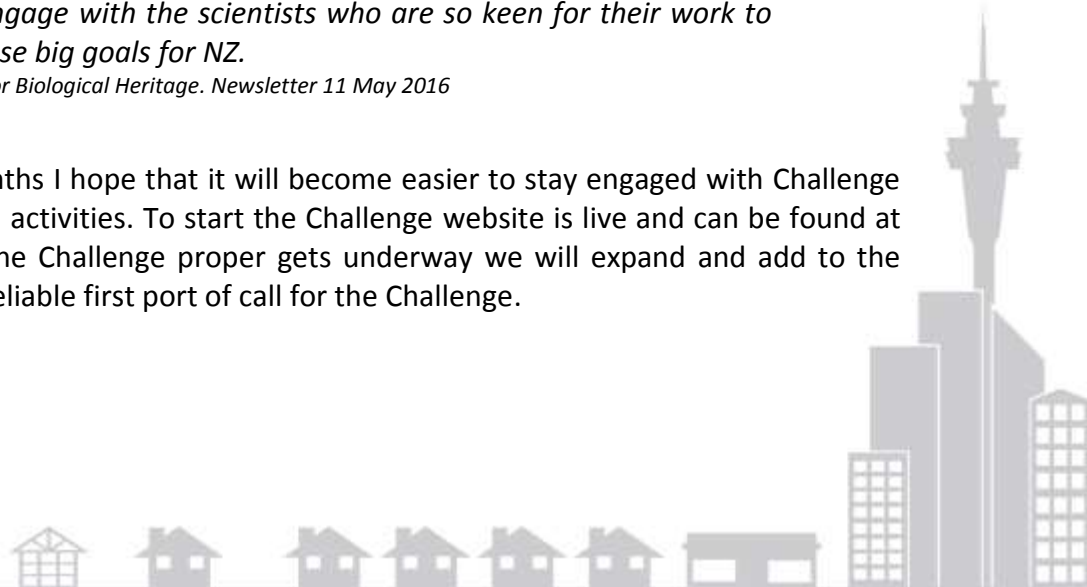 ngage with the scientists who are so keen for their work to
se big goals for NZ.
or Biological Heritage. Newsletter 11 May 2016
ths I hope that it will become easier to stay engaged with Challenge
activities. To start the Challenge website is live and can be found at
he Challenge proper gets underway we will expand and add to the
eliable first port of call for the Challenge.